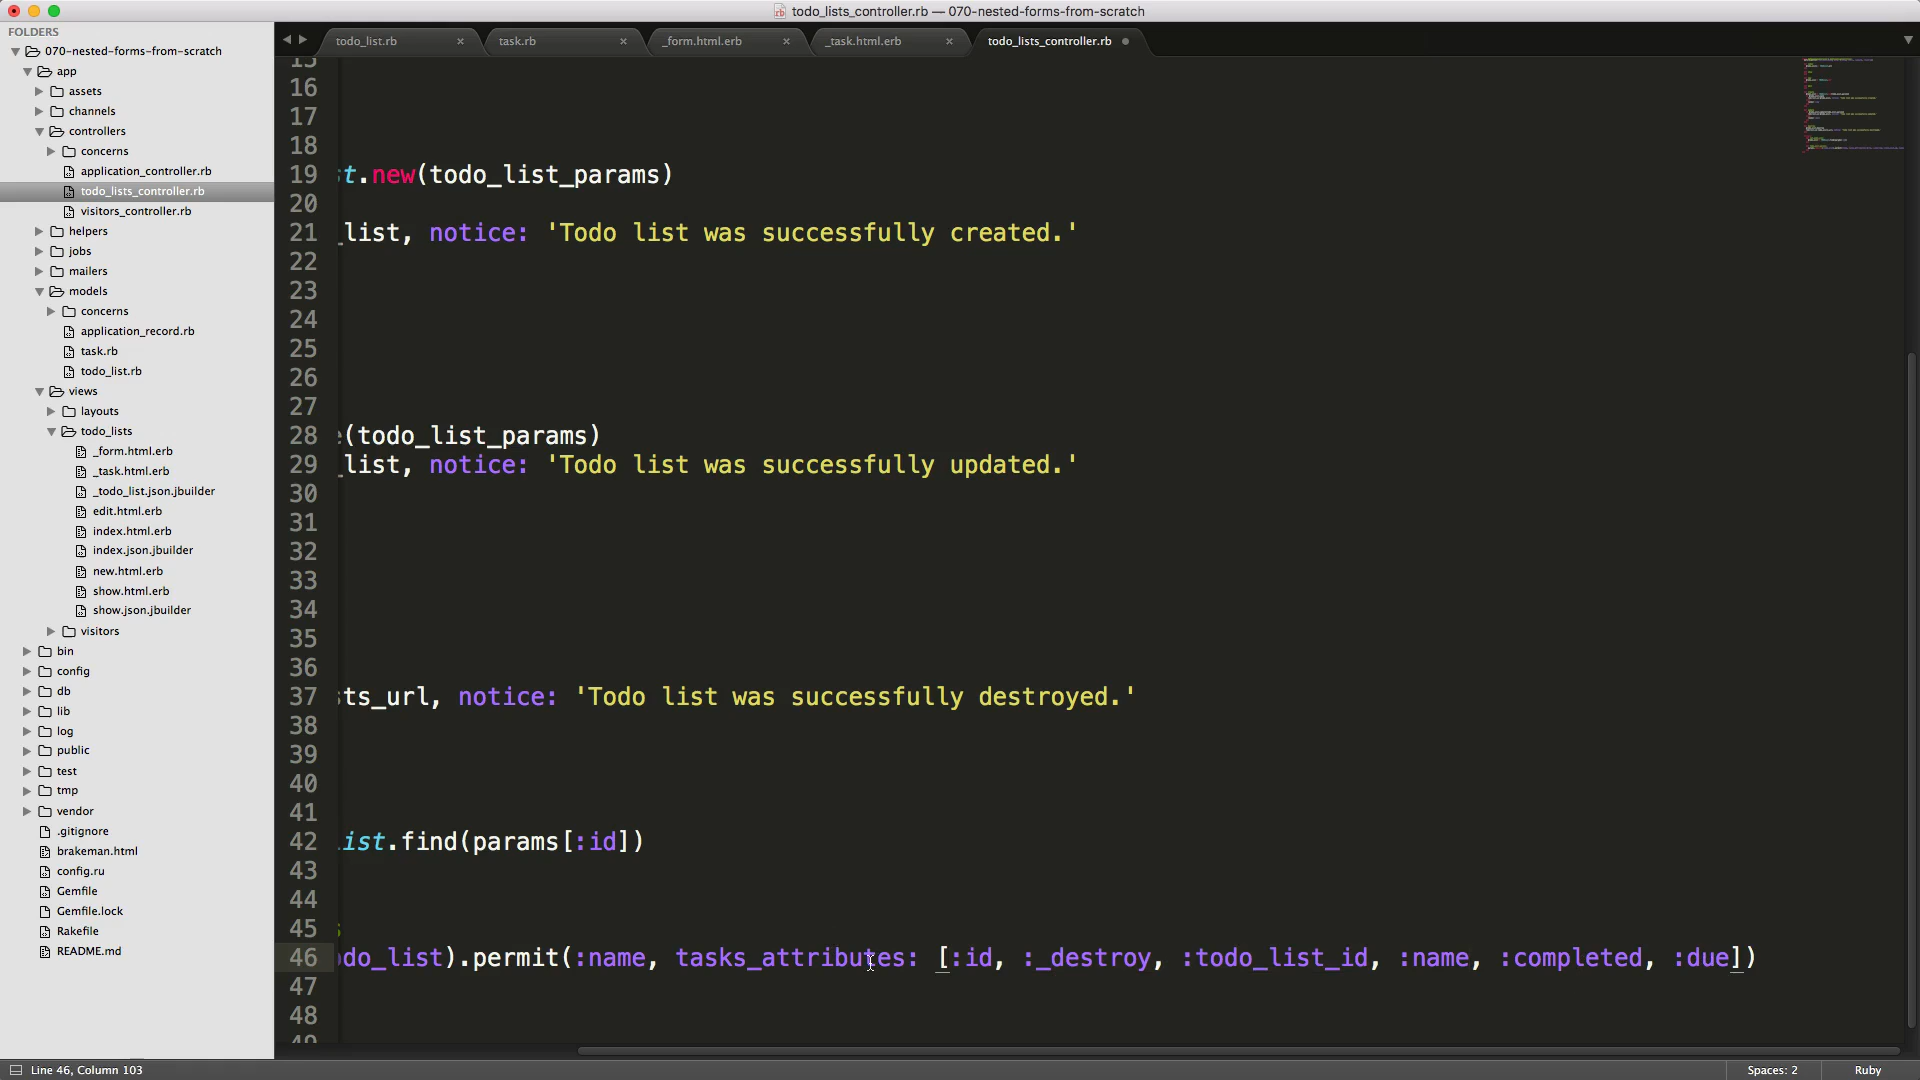 todo_lists_controller.rb — 070-nested-forms-from-scratch
FOLDERS
070-nested-forms-from-scratch
app
assets
channels
controllers
concerns
application_controller.rb
todo_lists_controller.rb
visitors_controller.rb
helpers
jobs
mailers
models
concerns
application_record.rb
task.rb
todo_list.rb
views
layouts
todo_lists
_form.html.erb
_task.html.erb
_todo_list.json.jbuilder
edit.html.erb
index.html.erb
index.json.jbuilder
new.html.erb
show.html.erb
show.json.jbuilder
visitors
bin
config
db
lib
log
public
test
tmp
vendor
.gitignore
brakeman.html
config.ru
Gemfile
Gemfile.lock
Rakefile
README.md
todo_list.rb task.rb _form.html.erb _task.html.erb todo_lists_controller.rb
15
16
17
18
19 t.new(todo_list_params)
20
21 _list, notice: 'Todo list was successfully created.'
22
23
24
25
26
27
28 e(todo_list_params)
29 _list, notice: 'Todo list was successfully updated.'
30
31
32
33
34
35
36
37 ts_url, notice: 'Todo list was successfully destroyed.'
38
39
40
41
42 ist.find(params[:id])
43
44
45 s
46 odo_list).permit(:name, tasks_attributes: [:id, :_destroy, :todo_list_id, :name, :completed, :due])
47
48
49
Line 46, Column 103 Spaces: 2 Ruby